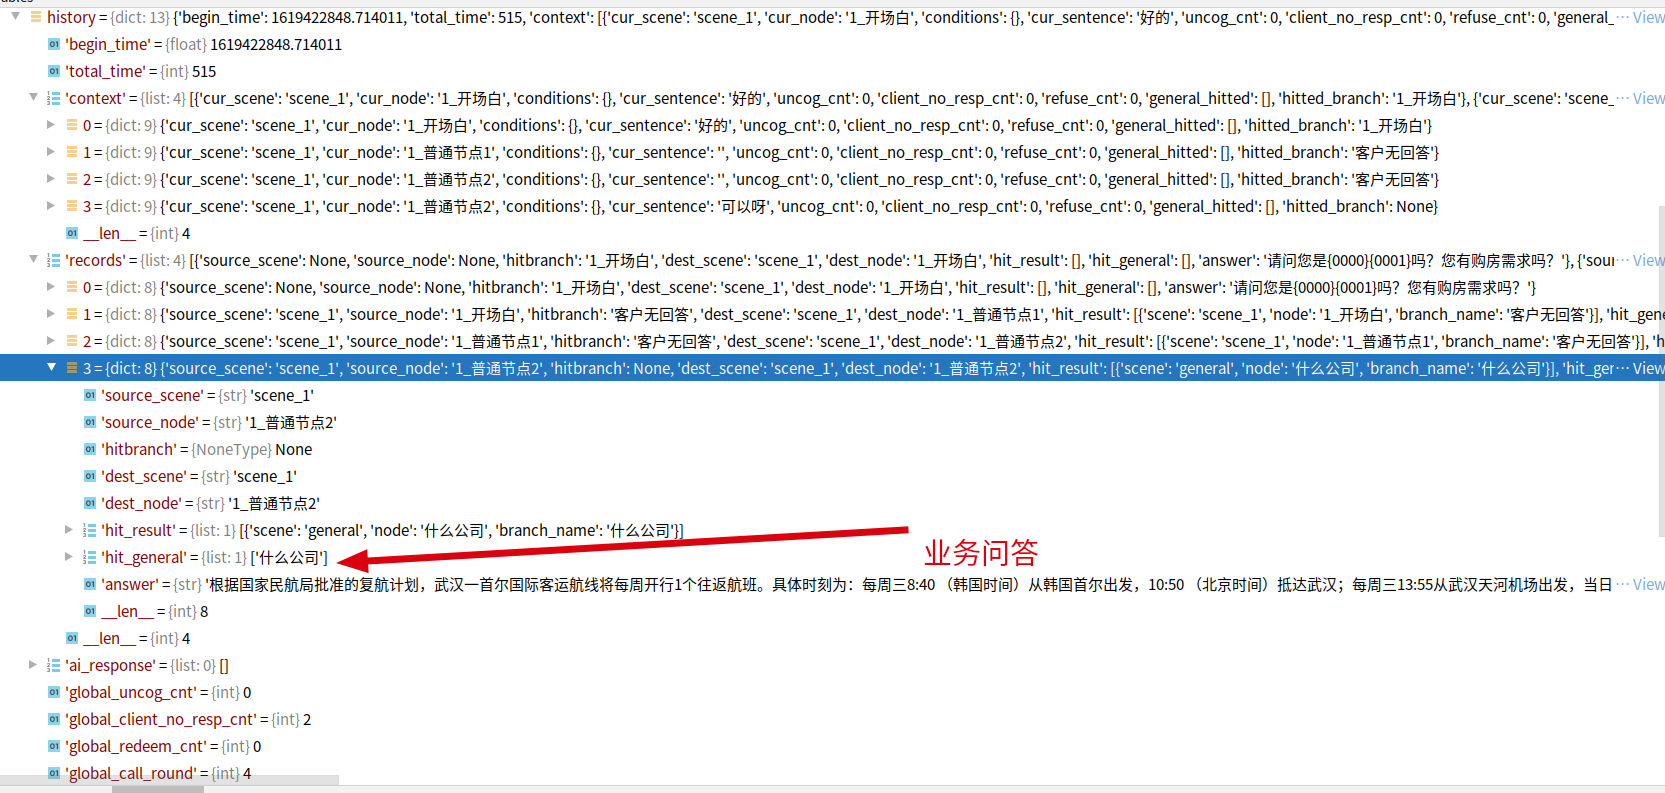 history = {dict: 13} {'begin_time': 1619422848.714011, 'total_time': 515, 'context': [{'cur_scene': 'scene_1', 'cur_node': '1_开场白', 'conditions': {}, 'cur_sentence': '好的', 'uncog_cnt': 0, 'client_no_resp_cnt': 0, 'refuse_cnt': 0, 'general_··· View
'begin_time' = {float} 1619422848.714011
'total_time' = {int} 515
'context' = {list: 4} [{'cur_scene': 'scene_1', 'cur_node': '1_开场白', 'conditions': {}, 'cur_sentence': '好的', 'uncog_cnt': 0, 'client_no_resp_cnt': 0, 'refuse_cnt': 0, 'general_hitted': [], 'hitted_branch': '1_开场白'}, {'cur_scene': 'scene_··· View
0 = {dict: 9} {'cur_scene': 'scene_1', 'cur_node': '1_开场白', 'conditions': {}, 'cur_sentence': '好的', 'uncog_cnt': 0, 'client_no_resp_cnt': 0, 'refuse_cnt': 0, 'general_hitted': [], 'hitted_branch': '1_开场白'}
1 = {dict: 9} {'cur_scene': 'scene_1', 'cur_node': '1_普通节点1', 'conditions': {}, 'cur_sentence': '', 'uncog_cnt': 0, 'client_no_resp_cnt': 0, 'refuse_cnt': 0, 'general_hitted': [], 'hitted_branch': '客户无回答'}
2 = {dict: 9} {'cur_scene': 'scene_1', 'cur_node': '1_普通节点2', 'conditions': {}, 'cur_sentence': '', 'uncog_cnt': 0, 'client_no_resp_cnt': 0, 'refuse_cnt': 0, 'general_hitted': [], 'hitted_branch': '客户无回答'}
3 = {dict: 9} {'cur_scene': 'scene_1', 'cur_node': '1_普通节点2', 'conditions': {}, 'cur_sentence': '可以呀', 'uncog_cnt': 0, 'client_no_resp_cnt': 0, 'refuse_cnt': 0, 'general_hitted': [], 'hitted_branch': None}
__len__ = {int} 4
'records' = {list: 4} [{'source_scene': None, 'source_node': None, 'hitbranch': '1_开场白', 'dest_scene': 'scene_1', 'dest_node': '1_开场白', 'hit_result': [], 'hit_general': [], 'answer': '请问您是{0000}{0001}吗？您有购房需求吗？'}, {'sour··· View
0 = {dict: 8} {'source_scene': None, 'source_node': None, 'hitbranch': '1_开场白', 'dest_scene': 'scene_1', 'dest_node': '1_开场白', 'hit_result': [], 'hit_general': [], 'answer': '请问您是{0000}{0001}吗？您有购房需求吗？'}
1 = {dict: 8} {'source_scene': 'scene_1', 'source_node': '1_开场白', 'hitbranch': '客户无回答', 'dest_scene': 'scene_1', 'dest_node': '1_普通节点1', 'hit_result': [{'scene': 'scene_1', 'node': '1_开场白', 'branch_name': '客户无回答'}], 'hit_gene
2 = {dict: 8} {'source_scene': 'scene_1', 'source_node': '1_普通节点1', 'hitbranch': '客户无回答', 'dest_scene': 'scene_1', 'dest_node': '1_普通节点2', 'hit_result': [{'scene': 'scene_1', 'node': '1_普通节点1', 'branch_name': '客户无回答'}], 'h
3 = {dict: 8} {'source_scene': 'scene_1', 'source_node': '1_普通节点2', 'hitbranch': None, 'dest_scene': 'scene_1', 'dest_node': '1_普通节点2', 'hit_result': [{'scene': 'general', 'node': '什么公司', 'branch_name': '什么公司'}], 'hit_ger··· View
'source_scene' = {str} 'scene_1'
'source_node' = {str} '1_普通节点2'
'hitbranch' = {NoneType} None
'dest_scene' = {str} 'scene_1'
'dest_node' = {str} '1_普通节点2'
'hit_result' = {list: 1} [{'scene': 'general', 'node': '什么公司', 'branch_name': '什么公司'}]
业务问答
'hit_general' = {list: 1} ['什么公司']
'answer' = {str} '根据国家民航局批准的复航计划，武汉一首尔国际客运航线将每周开行1个往返航班。具体时刻为：每周三8:40 （韩国时间）从韩国首尔出发，10:50 （北京时间）抵达武汉；每周三13:55从武汉天河机场出发，当日··· View
__len__ = {int} 8
__len__ = {int} 4
'ai_response' = {list: 0} []
'global_uncog_cnt' = {int} 0
'global_client_no_resp_cnt' = {int} 2
'global_redeem_cnt' = {int} 0
'global_call_round' = {int} 4